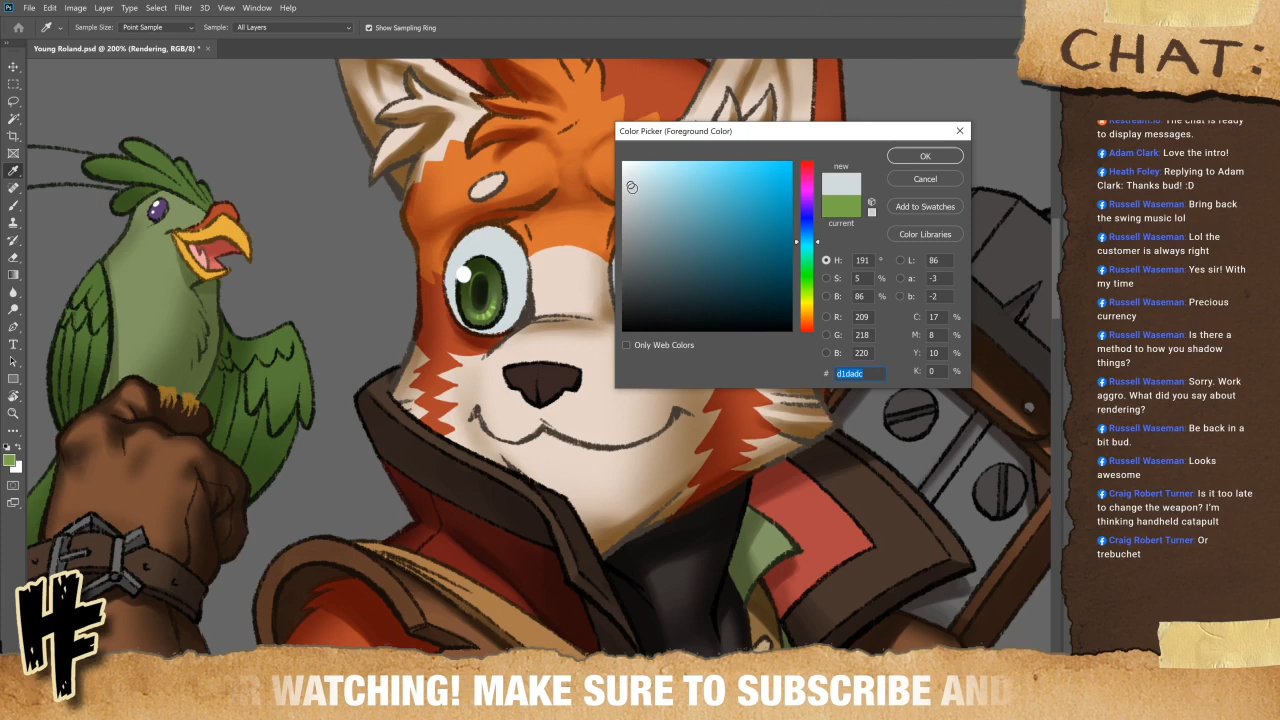 Ps File Edit Image Layer Type Select Filter 3D View Window Help
Sample Size: Point Sample Sample: All Layers Show Sampling Ring
Young Roland.psd @ 200% (Rendering, RGB/8) * ×
CHAT:
Restream.io: The chat is ready
to display messages.
Adam Clark: Love the intro!
Heath Foley: Replying to Adam
Clark: Thanks bud! :D
Russell Waseman: Bring back
the swing music lol
Russell Waseman: Lol the
customer is always right
Russell Waseman: Yes sir! With
my time
Russell Waseman: Precious
currency
Russell Waseman: Is there a
method to how you shadow
things?
Russell Waseman: Sorry. Work
aggro. What did you say about
rendering?
Russell Waseman: Be back in a
bit bud.
Russell Waseman: Looks
awesome
Craig Robert Turner: Is it too late
to change the weapon? I'm
thinking handheld catapult
Craig Robert Turner: Or
trebuchet
Color Picker (Foreground Color)
new
current
OK
Cancel
Add to Swatches
Color Libraries
H: 191 ° L: 86
S: 5 % a: -3
B: 86 % b: -2
R: 209 C: 17 %
G: 218 M: 8 %
B: 220 Y: 10 %
# d1dadc K: 0 %
Only Web Colors
HF
R WATCHING! MAKE SURE TO SUBSCRIBE AND